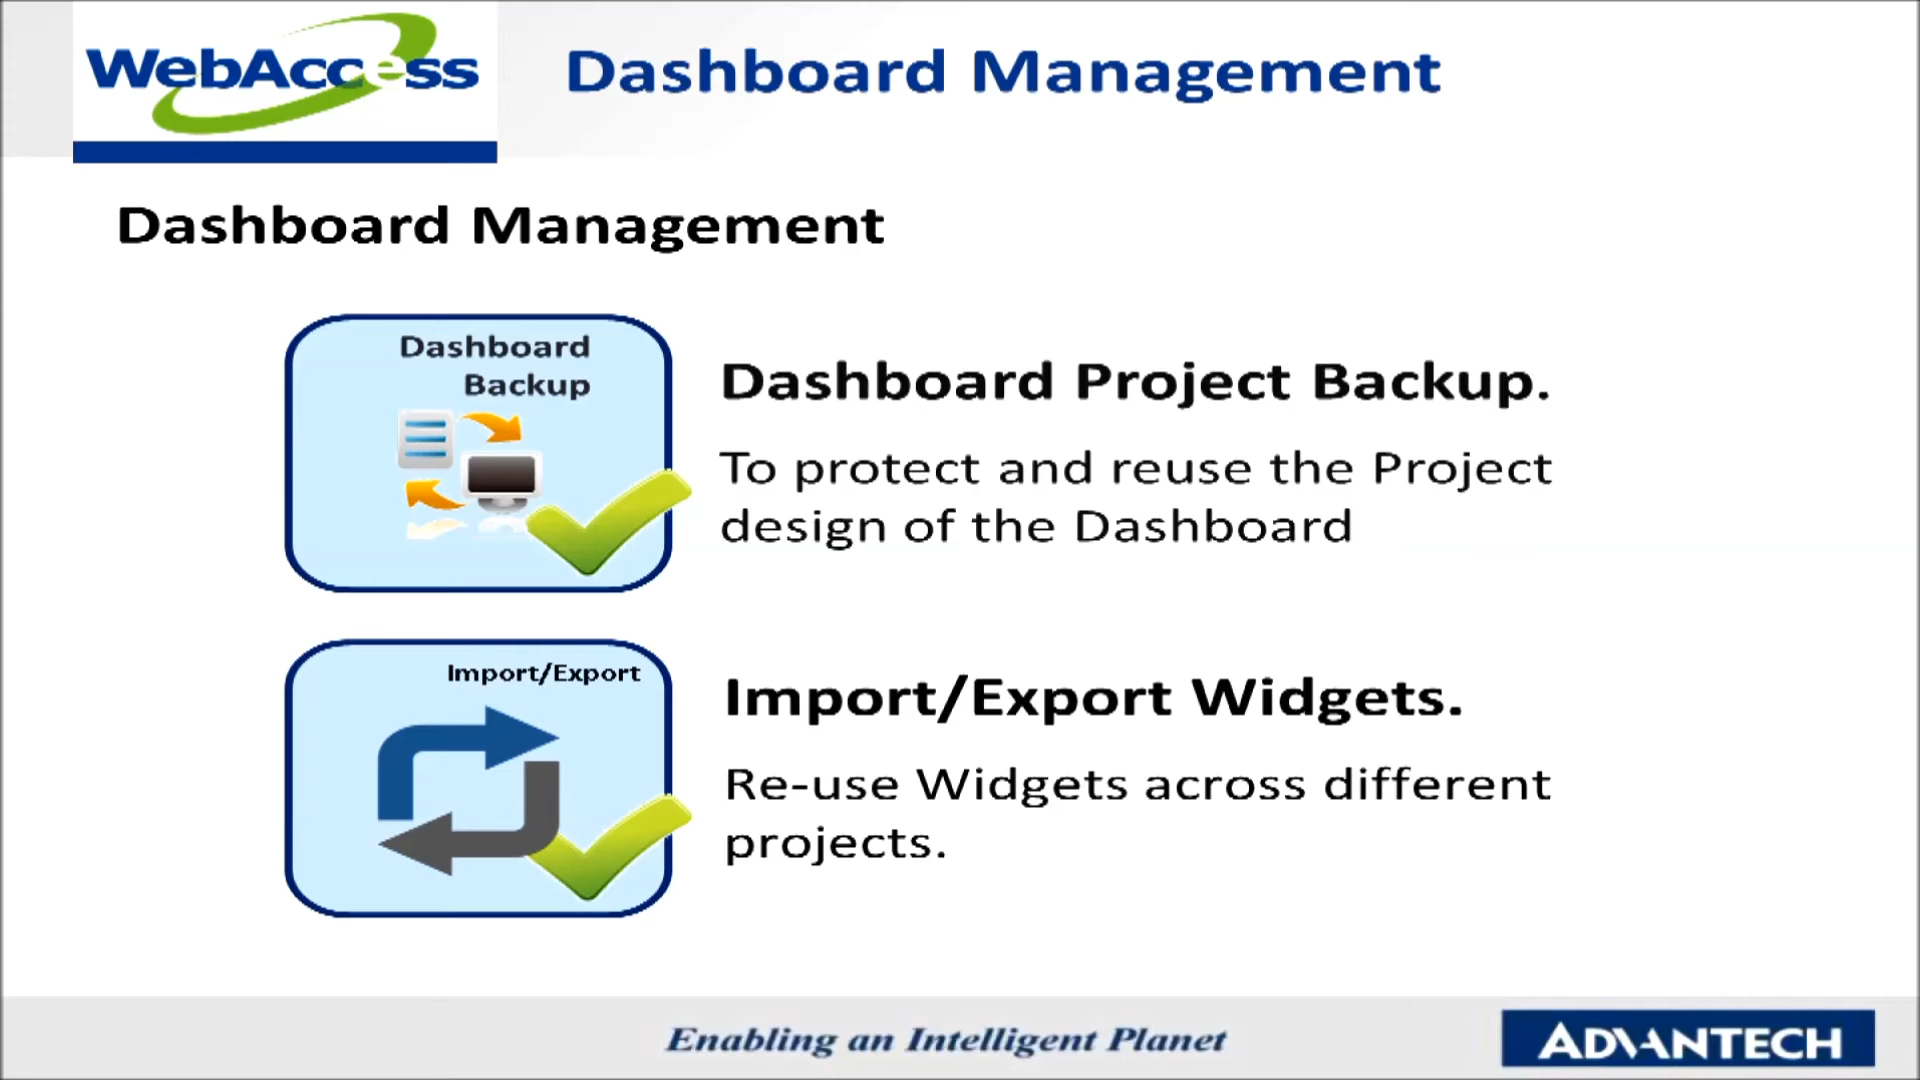 WebAccess
Dashboard Management
Dashboard Management
Dashboard
Backup
Dashboard Project Backup.
To protect and reuse the Project
design of the Dashboard
Import/Export
Import/Export Widgets.
Re-use Widgets across different
projects.
Enabling an Intelligent Planet
ADVANTECH